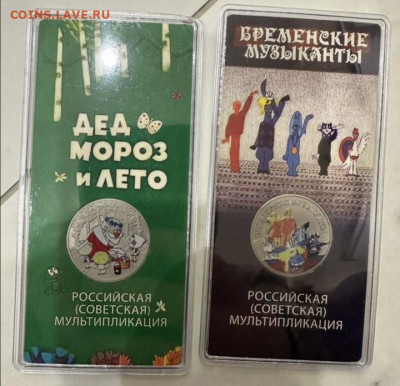 COINS.LAVE.RU
ДЕД
МОРОЗ
И ЛЕТО
РОССИЙСКАЯ
(СОВЕТСКАЯ)
МУЛЬТИПЛИКАЦИЯ
БРЕМЕНСКИЕ
МУЗЫКАНТЫ
РОССИЙСКАЯ
(СОВЕТСКАЯ)
МУЛЬТИПЛИКАЦИЯ